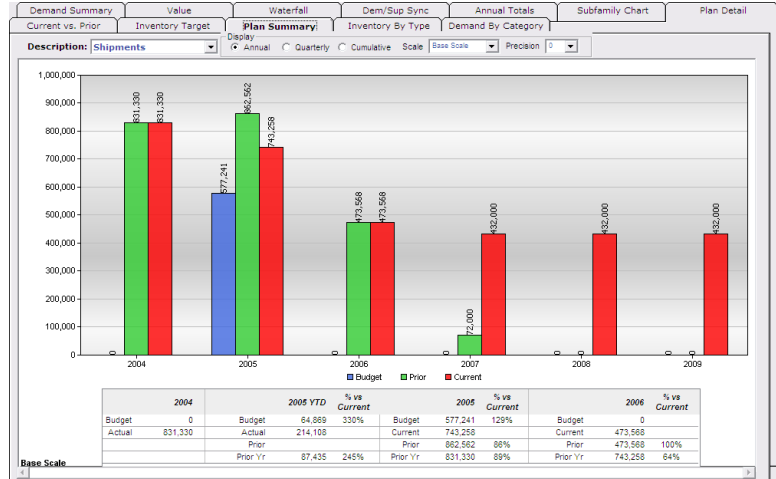 Demand Summary Value Waterfall Dem/Sup Sync Annual Totals Subfamily Chart Plan Detail
Current vs. Prior Inventory Target Plan Summary Inventory By Type Demand By Category
Display
Description: Shipments Annual Quarterly Cumulative Scale Base Scale Precision 0
1,000,000
900,000
800,000
700,000
600,000
500,000
400,000
300,000
200,000
100,000
0
0 831,330 831,330
577,241 862,562 743,258
0 473,568 473,568
0 72,000 432,000
0 0 432,000
0 0 432,000
2004 2005 2006 2007 2008 2009
Budget Prior Current
2004 2005 YTD % vs Current 2005 % vs Current 2006 % vs Current
Budget 0 Budget 64,869 330% Budget 577,241 129% Budget 0
Actual 831,330 Actual 214,108 Current 743,258 Current 473,568
Prior Prior 862,562 86% Prior 473,568 100%
Prior Yr 87,435 245% Prior Yr 831,330 89% Prior Yr 743,258 64%
Base Scale